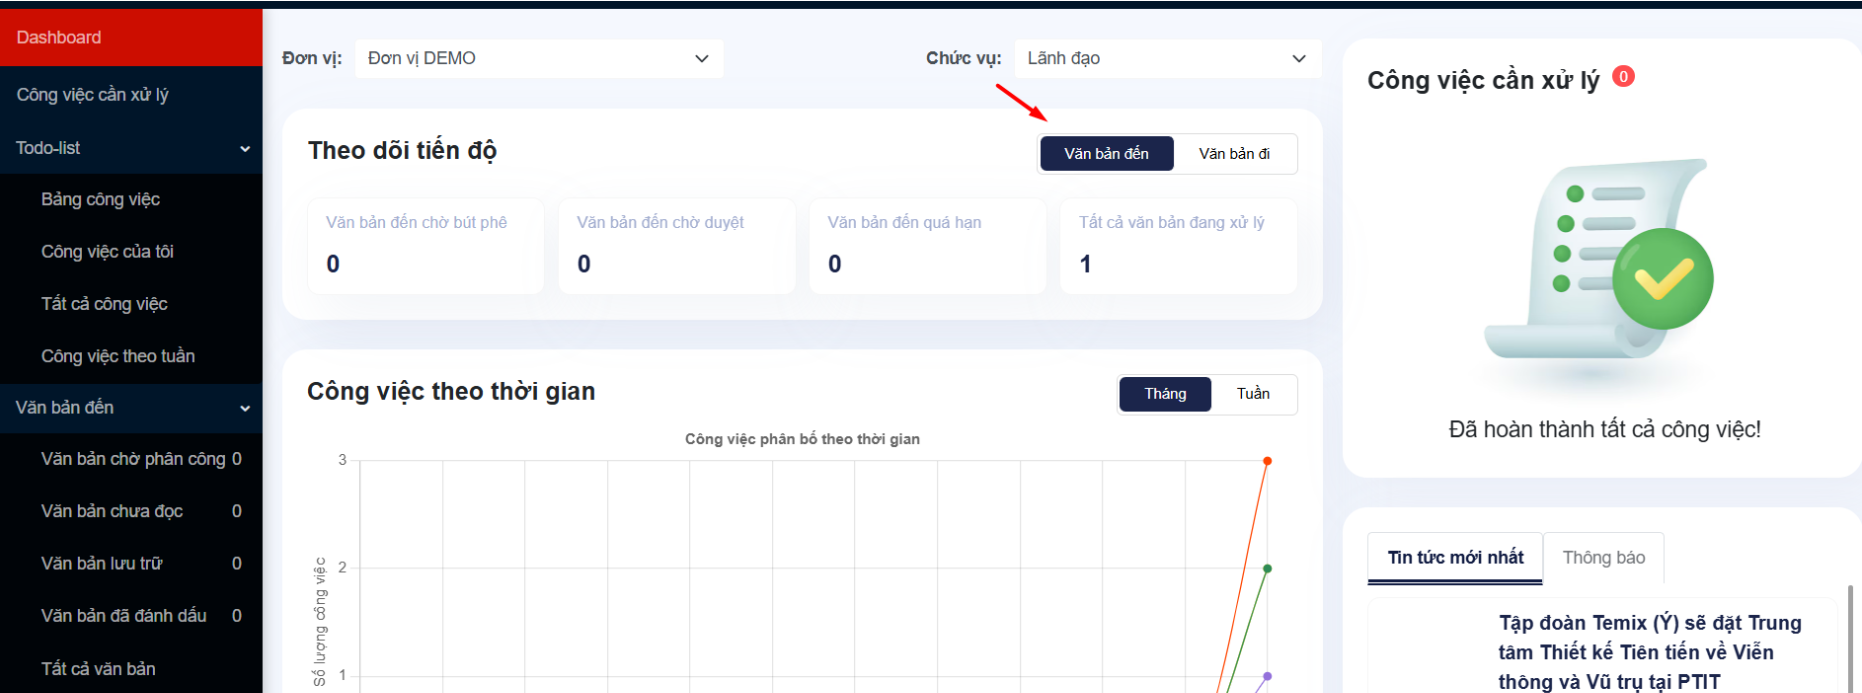 Dashboard
Công việc cần xử lý
Todo-list
Bảng công việc
Công việc của tôi
Tất cả công việc
Công việc theo tuần
Văn bản đến
Văn bản chờ phân công 0
Văn bản chưa đọc 0
Văn bản lưu trữ 0
Văn bản đã đánh dấu 0
Tất cả văn bản
Đơn vị: Đơn vị DEMO
Chức vụ: Lãnh đạo
Theo dõi tiến độ
Văn bản đến Văn bản đi
Văn bản đến chờ bút phê
0
Văn bản đến chờ duyệt
0
Văn bản đến quá hạn
0
Tất cả văn bản đang xử lý
1
Công việc theo thời gian
Tháng Tuần
Công việc phân bố theo thời gian
3
2
1
Số lượng công việc
Công việc cần xử lý 0
Đã hoàn thành tất cả công việc!
Tin tức mới nhất Thông báo
Tập đoàn Temix (Ý) sẽ đặt Trung
tâm Thiết kế Tiên tiến về Viễn
thông và Vũ trụ tại PTIT